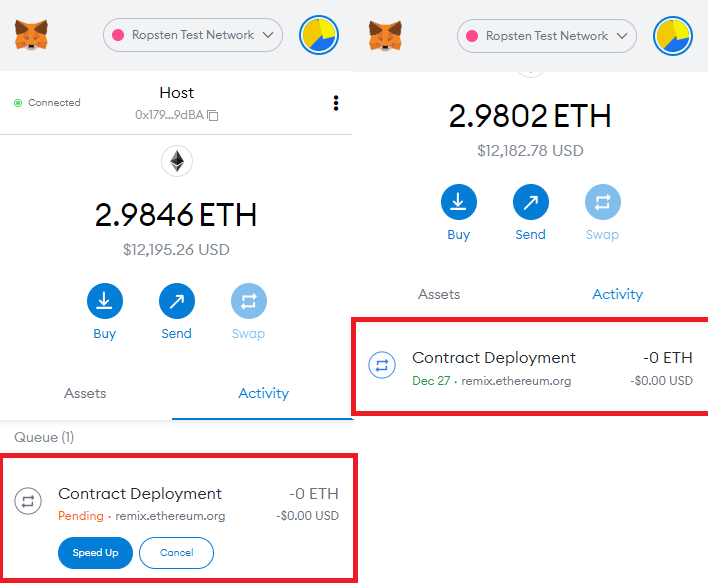 Ropsten Test Network
Connected
Host
0x179...9dBA
2.9846 ETH
$12,195.26 USD
Buy
Send
Swap
Assets
Activity
Queue (1)
Contract Deployment
-0 ETH
Pending · remix.ethereum.org
-$0.00 USD
Speed Up
Cancel
Ropsten Test Network
2.9802 ETH
$12,182.78 USD
Buy
Send
Swap
Assets
Activity
Contract Deployment
-0 ETH
Dec 27 · remix.ethereum.org
-$0.00 USD